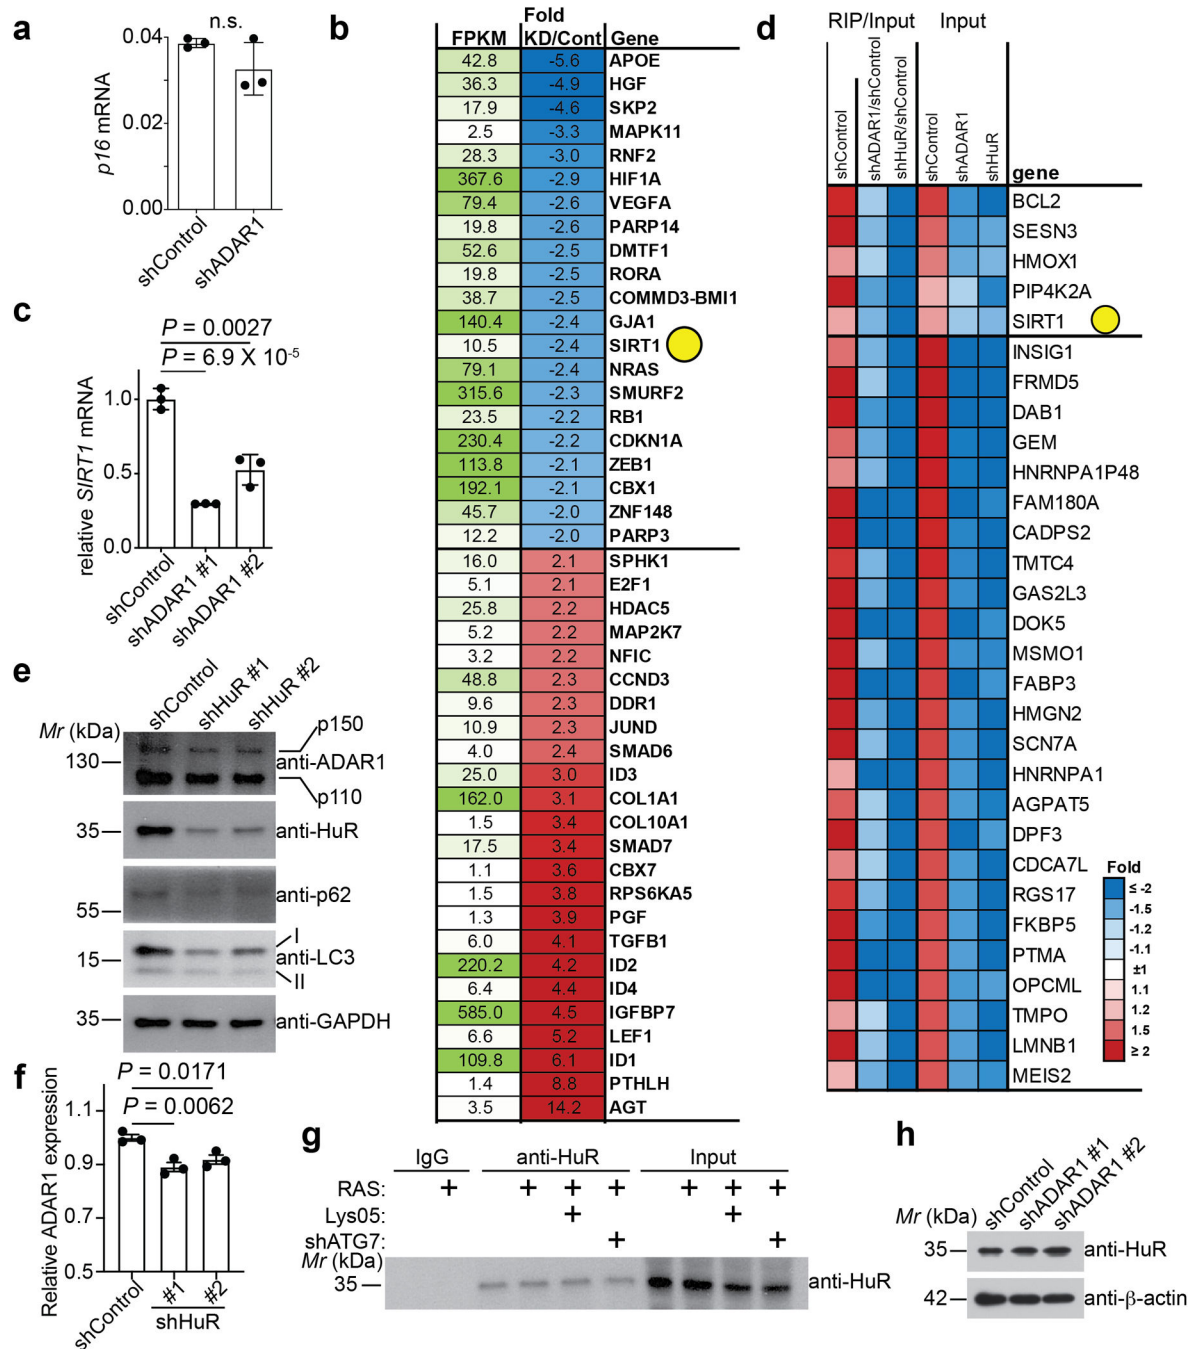 a
n.s.
0.04
0.02
0.00
p16 mRNA
shControl
shADAR1
b
Fold
FPKM KD/Cont Gene
42.8 -5.6 APOE
36.3 -4.9 HGF
17.9 -4.6 SKP2
2.5 -3.3 MAPK11
28.3 -3.0 RNF2
367.6 -2.9 HIF1A
79.4 -2.6 VEGFA
19.8 -2.6 PARP14
52.6 -2.5 DMTF1
19.8 -2.5 RORA
38.7 -2.5 COMMD3-BMI1
140.4 -2.4 GJA1
10.5 -2.4 SIRT1
79.1 -2.4 NRAS
315.6 -2.3 SMURF2
23.5 -2.2 RB1
230.4 -2.2 CDKN1A
113.8 -2.1 ZEB1
192.1 -2.1 CBX1
45.7 -2.0 ZNF148
12.2 -2.0 PARP3
16.0 2.1 SPHK1
5.1 2.1 E2F1
25.8 2.2 HDAC5
5.2 2.2 MAP2K7
3.2 2.2 NFIC
48.8 2.3 CCND3
9.6 2.3 DDR1
10.9 2.3 JUND
4.0 2.4 SMAD6
25.0 3.0 ID3
162.0 3.1 COL1A1
1.5 3.4 COL10A1
17.5 3.4 SMAD7
1.1 3.6 CBX7
1.5 3.8 RPS6KA5
1.3 3.9 PGF
6.0 4.1 TGFB1
220.2 4.2 ID2
6.4 4.4 ID4
585.0 4.5 IGFBP7
6.6 5.2 LEF1
109.8 6.1 ID1
1.4 8.8 PTHLH
3.5 14.2 AGT
c
P = 0.0027
P = 6.9 X 10-5
1.0
0.5
0.0
relative SIRT1 mRNA
shControl
shADAR1 #1
shADAR1 #2
d
RIP/Input Input
shControl
shADAR1/shControl
shHuR/shControl
shControl
shADAR1
shHuR
gene
BCL2
SESN3
HMOX1
PIP4K2A
SIRT1
INSIG1
FRMD5
DAB1
GEM
HNRNPA1P48
FAM180A
CADPS2
TMTC4
GAS2L3
DOK5
MSMO1
FABP3
HMGN2
SCN7A
HNRNPA1
AGPAT5
DPF3
CDCA7L
RGS17
FKBP5
PTMA
OPCML
TMPO
LMNB1
MEIS2
Fold
≤ -2
-1.5
-1.2
-1.1
±1
1.1
1.2
1.5
≥ 2
e
shControl
shHuR #1
shHuR #2
Mr (kDa)
p150
130
anti-ADAR1
p110
35
anti-HuR
anti-p62
55
I
15
anti-LC3
II
35
anti-GAPDH
f
P = 0.0171
P = 0.0062
1.1
0.9
0.7
0.5
Relative ADAR1 expression
shControl
#1
#2
shHuR
g
IgG anti-HuR Input
RAS: + + + + + + +
Lys05: + +
shATG7: + +
Mr (kDa)
35
anti-HuR
h
shControl
shADAR1 #1
shADAR1 #2
Mr (kDa)
35
anti-HuR
42
anti-β-actin